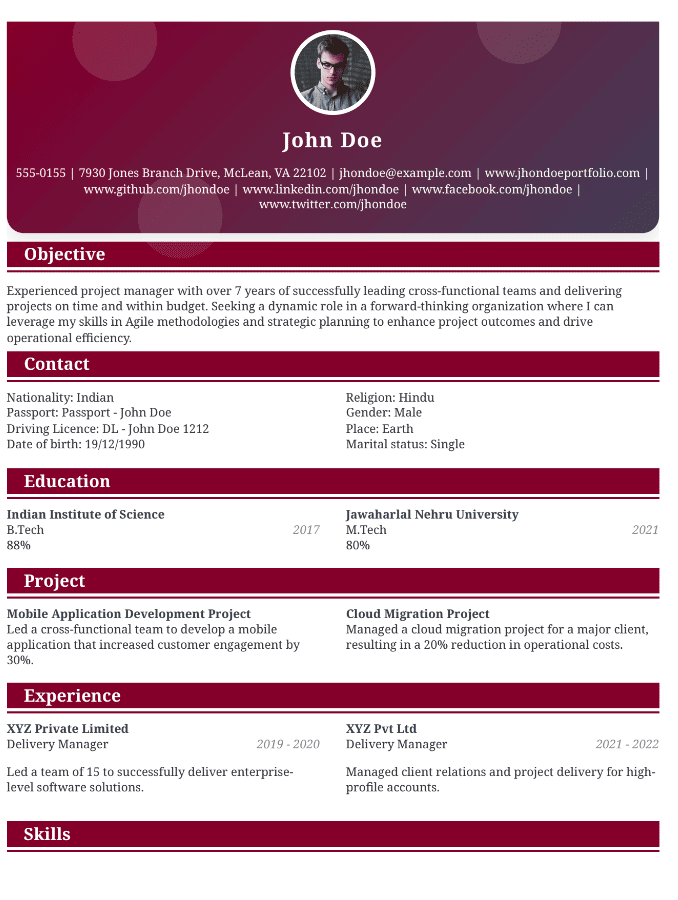 John Doe
555-0155 | 7930 Jones Branch Drive, McLean, VA 22102 | jhondoe@example.com | www.jhondoeportfolio.com |
www.github.com/jhondoe | www.linkedin.com/jhondoe | www.facebook.com/jhondoe |
www.twitter.com/jhondoe
Objective
Experienced project manager with over 7 years of successfully leading cross-functional teams and delivering
projects on time and within budget. Seeking a dynamic role in a forward-thinking organization where I can
leverage my skills in Agile methodologies and strategic planning to enhance project outcomes and drive
operational efficiency.
Contact
Nationality: Indian
Passport: Passport - John Doe
Driving Licence: DL - John Doe 1212
Date of birth: 19/12/1990
Religion: Hindu
Gender: Male
Place: Earth
Marital status: Single
Education
Indian Institute of Science
B.Tech 2017
88%
Jawaharlal Nehru University
M.Tech 2021
80%
Project
Mobile Application Development Project
Led a cross-functional team to develop a mobile
application that increased customer engagement by
30%.
Cloud Migration Project
Managed a cloud migration project for a major client,
resulting in a 20% reduction in operational costs.
Experience
XYZ Private Limited
Delivery Manager 2019 - 2020
Led a team of 15 to successfully deliver enterprise-
level software solutions.
XYZ Pvt Ltd
Delivery Manager 2021 - 2022
Managed client relations and project delivery for high-
profile accounts.
Skills